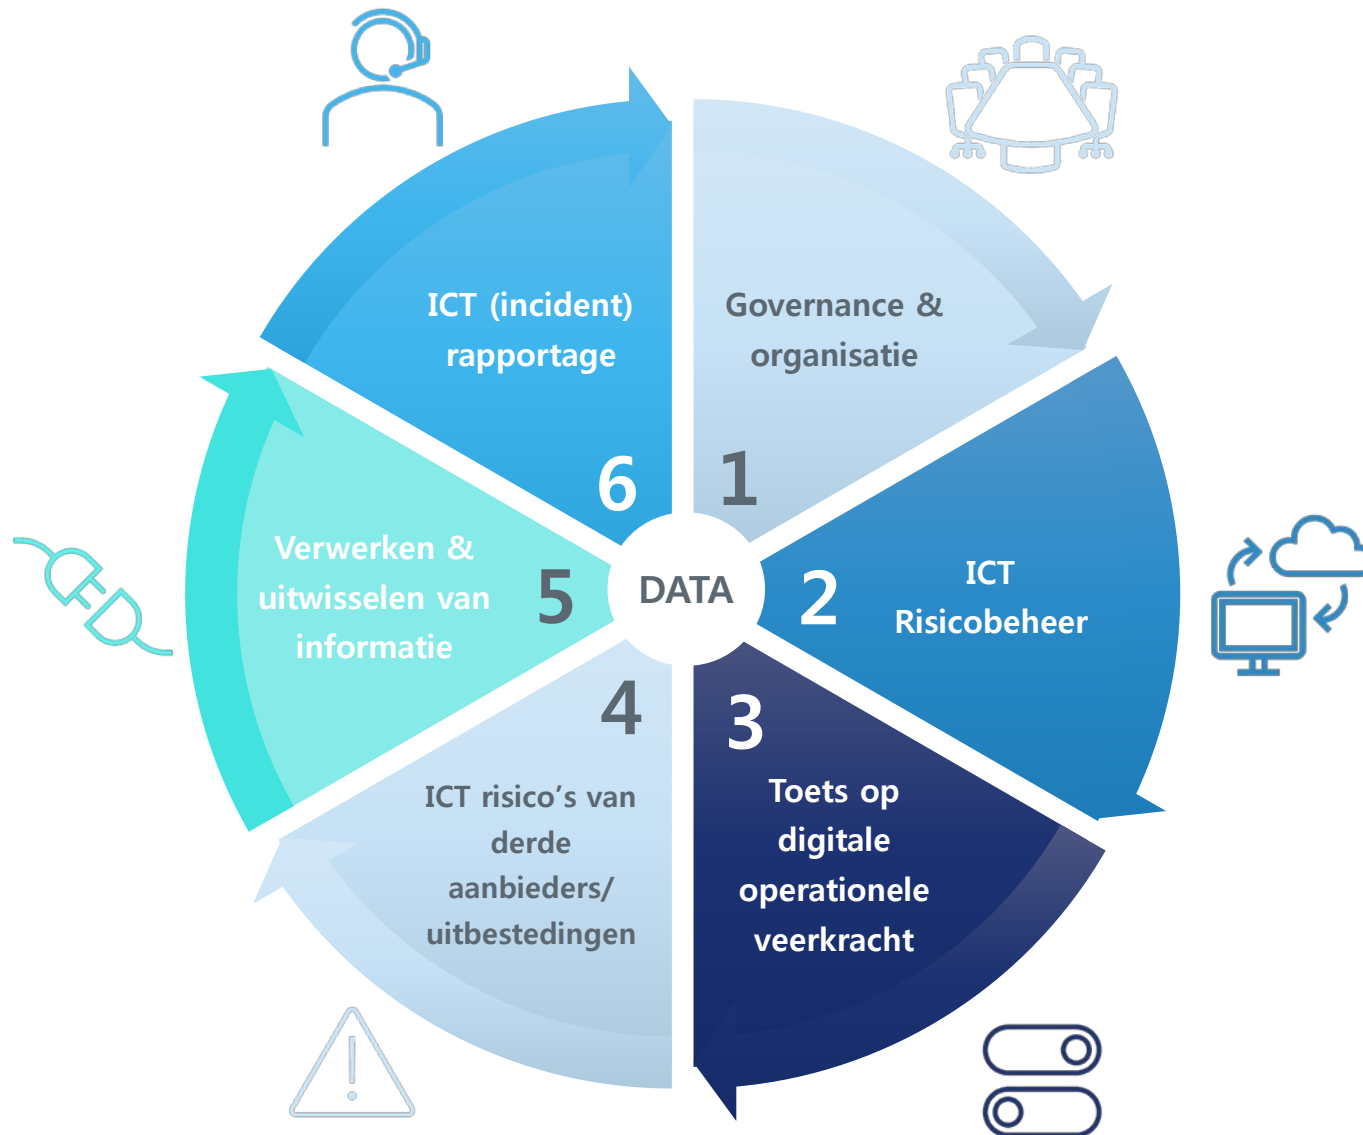 Governance &
organisatie
1
2
ICT
Risicobeheer
3
Toets op
digitale
operationele
veerkracht
4
ICT risico’s van
derde
aanbieders/
uitbestedingen
5
Verwerken &
uitwisselen van
informatie
6
ICT (incident)
rapportage
DATA